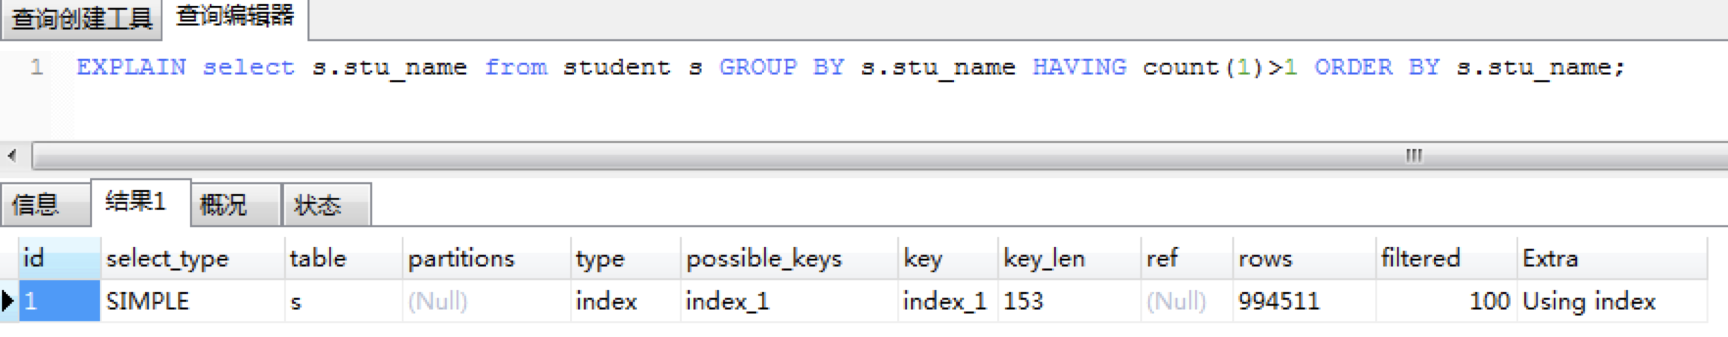 查询创建工具 查询编辑器
1 EXPLAIN select s.stu_name from student s GROUP BY s.stu_name HAVING count(1)>1 ORDER BY s.stu_name;
信息 结果1 概况 状态
id select_type table partitions type possible_keys key key_len ref rows filtered Extra
1 SIMPLE s (Null) index index_1 index_1 153 (Null) 994511 100 Using index